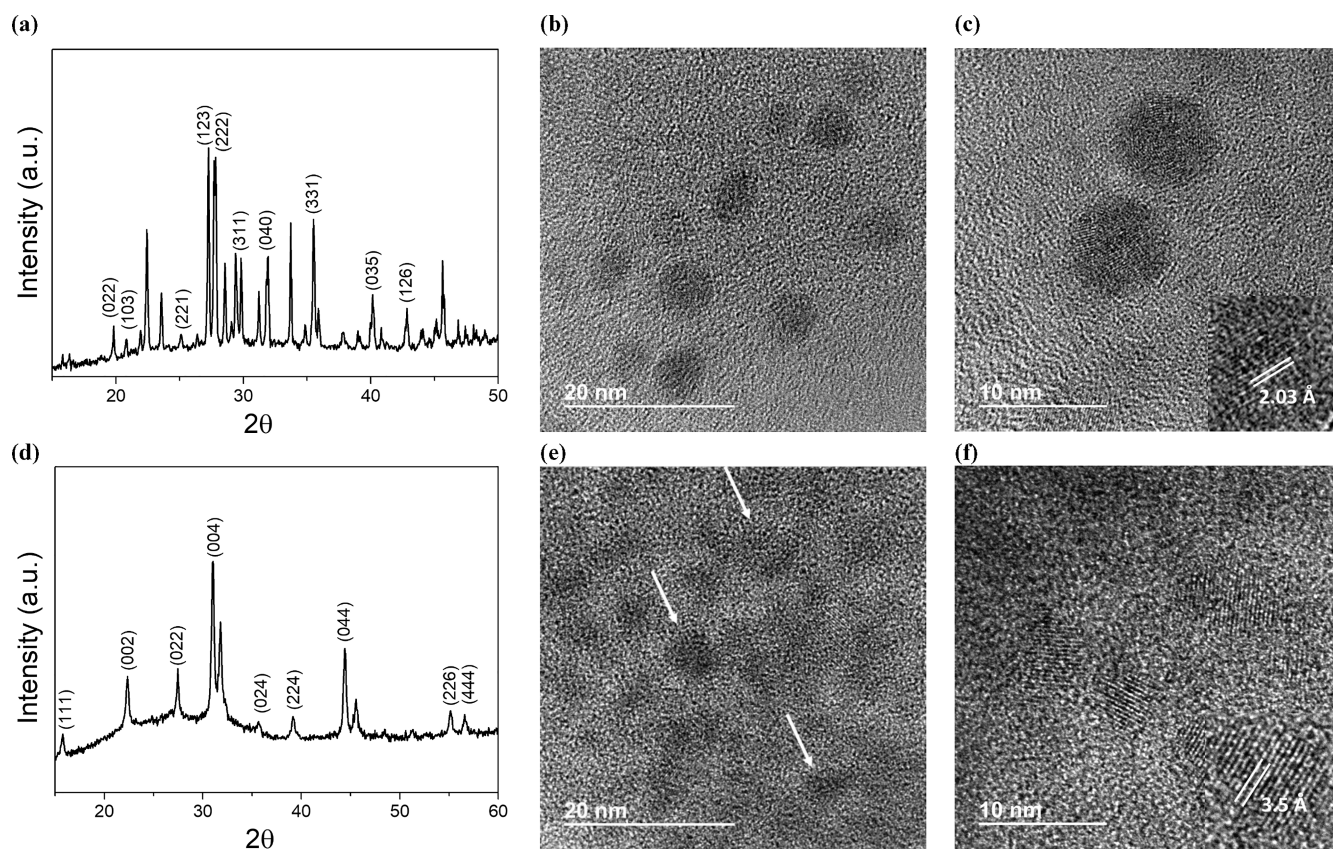 (a)
Intensity (a.u.)
(022)
(103)
(221)
(123)
(222)
(311)
(040)
(331)
(035)
(126)
20
30
40
50
2θ
(b)
20 nm
(c)
10 nm
2.03 Å
(d)
Intensity (a.u.)
(111)
(002)
(022)
(004)
(024)
(224)
(044)
(226)
(444)
20
30
40
50
60
2θ
(e)
20 nm
(f)
10 nm
3.5 Å